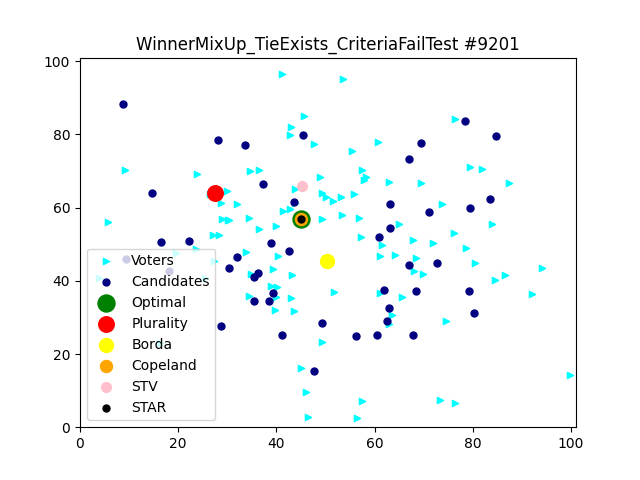 WinnerMixUp_TieExists_CriteriaFailTest #9201
100
80
60
40
20
0
0
20
40
60
80
100
Voters
Candidates
Optimal
Plurality
Borda
Copeland
STV
STAR